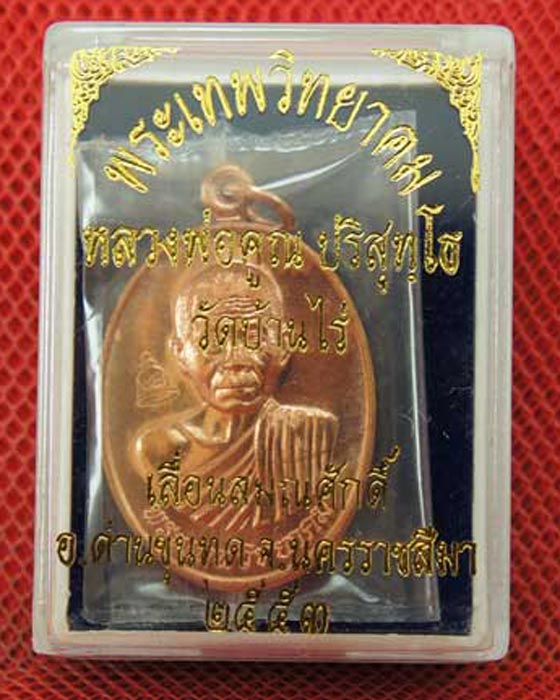 พระเทพวิทยาคม
หลวงพ่อคูณ ปริสุทฺโธ
วัดบ้านไร่
เลื่อนสมณศักดิ์
อ.ด่านขุนทด จ.นครราชสีมา
๒๕๕๓